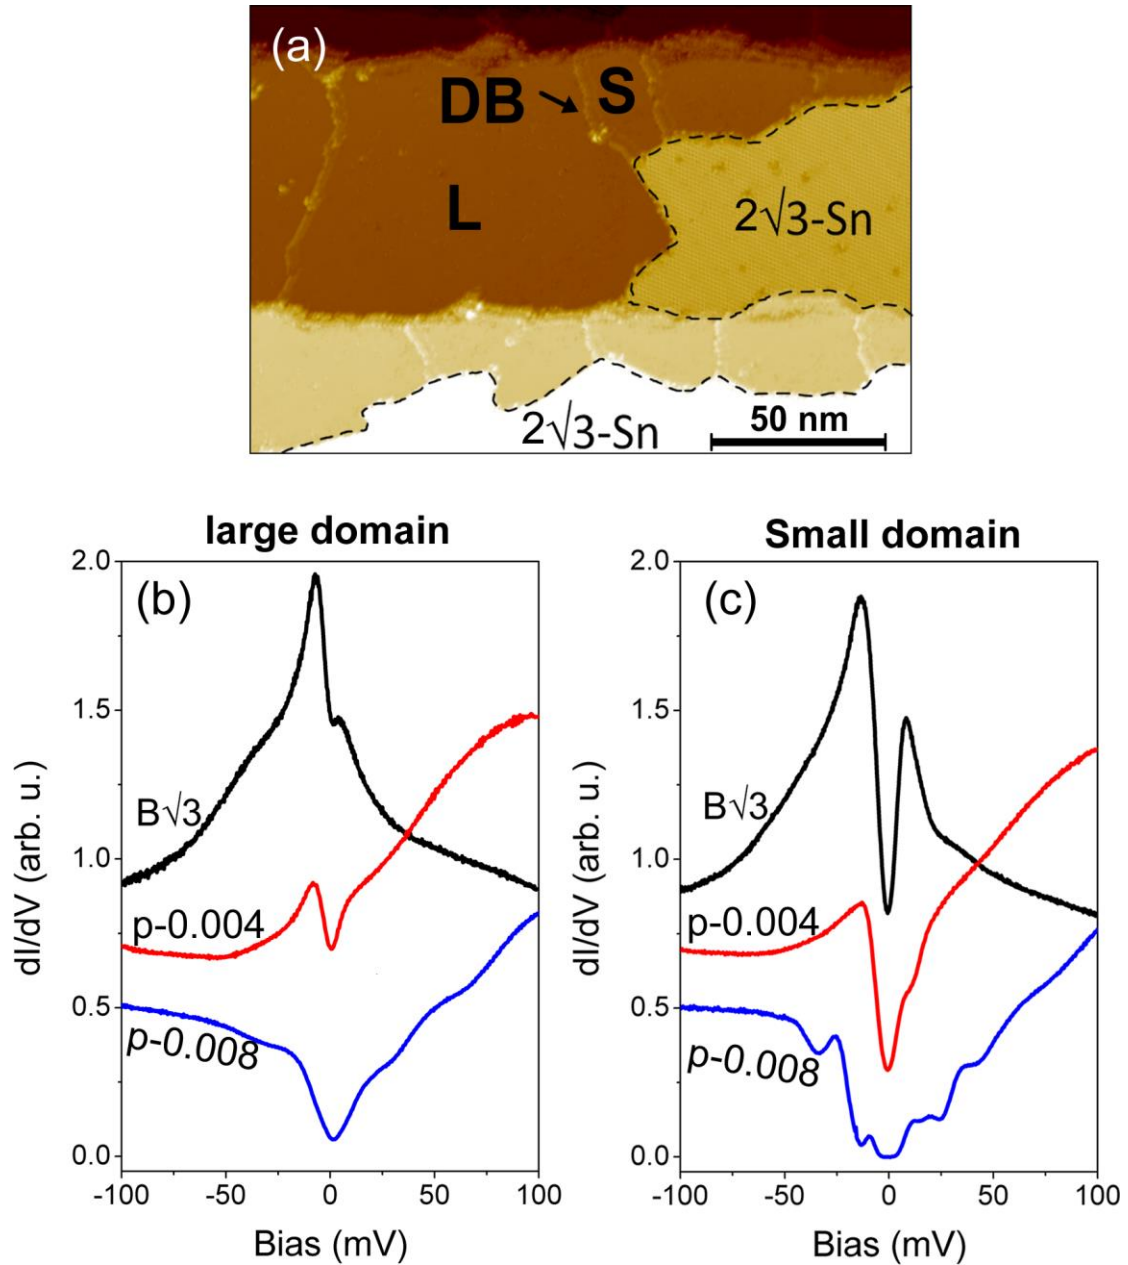 (a)
DB
S
L
2√3-Sn
2√3-Sn
50 nm
large domain
Small domain
(b)
(c)
2.0
1.5
1.0
0.5
0.0
2.0
1.5
1.0
0.5
0.0
dI/dV (arb. u.)
dI/dV (arb. u.)
B√3
p-0.004
p-0.008
B√3
p-0.004
p-0.008
-100 -50 0 50 100
-100 -50 0 50 100
Bias (mV)
Bias (mV)